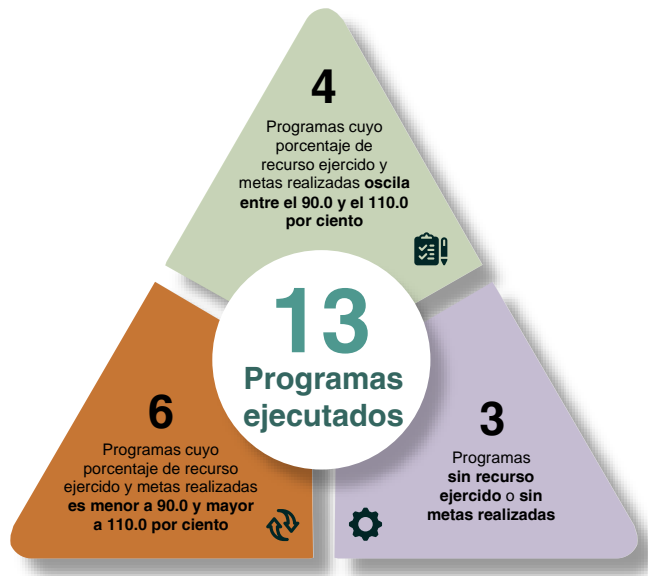 4
Programas cuyo
porcentaje de
recurso ejercido y
metas realizadas oscila
entre el 90.0 y el 110.0
por ciento
13
Programas
ejecutados
6
Programas cuyo
porcentaje de recurso
ejercido y metas realizadas
es menor a 90.0 y mayor
a 110.0 por ciento
3
Programas
sin recurso
ejercido o sin
metas realizadas